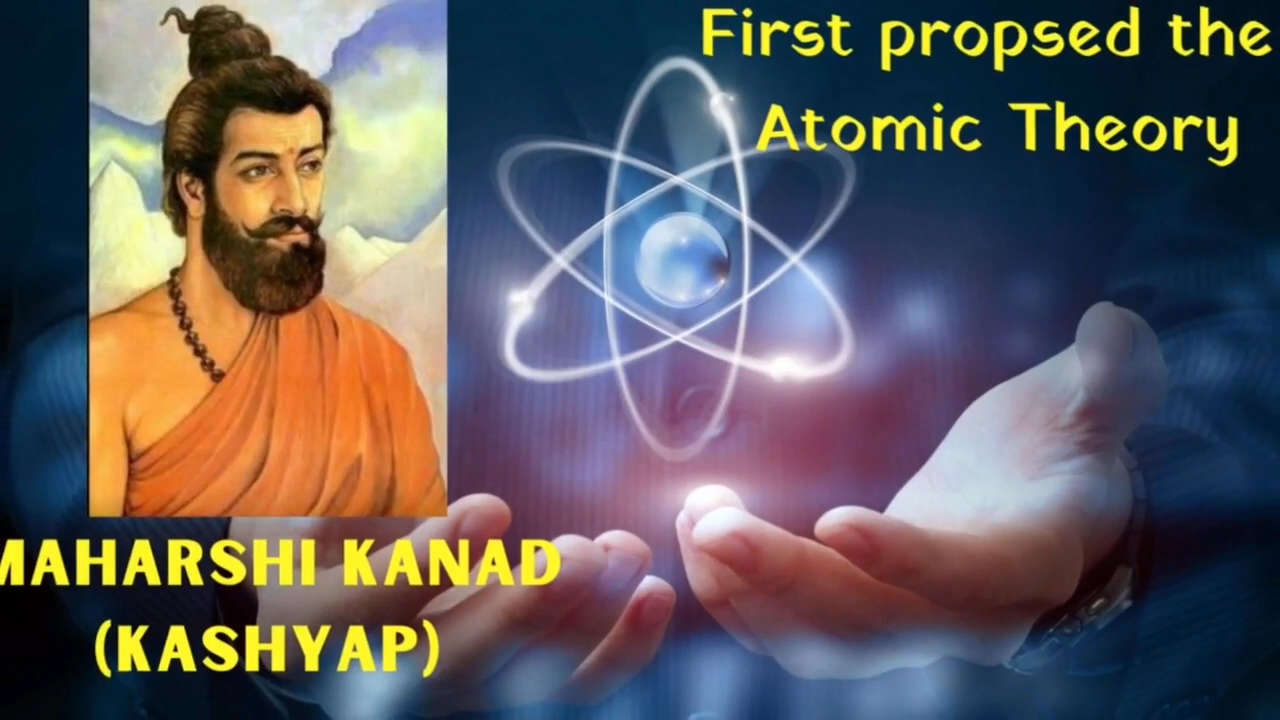 First propsed the
Atomic Theory
MAHARSHI KANAD
(KASHYAP)